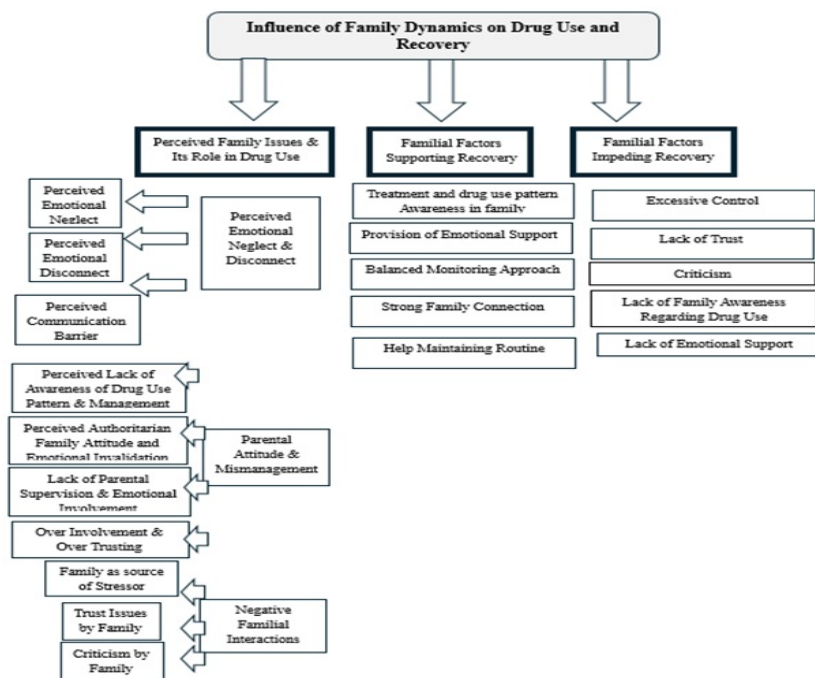 Influence of Family Dynamics on Drug Use and
Recovery
Perceived Family Issues &
Its Role in Drug Use
Familial Factors
Supporting Recovery
Familial Factors
Impeding Recovery
Perceived
Emotional
Neglect
Perceived
Emotional
Disconnect
Perceived
Communication
Barrier
Perceived
Emotional
Neglect &
Disconnect
Perceived Lack of
Awareness of Drug Use
Pattern & Management
Perceived Authoritarian
Family Attitude and
Emotional Invalidation
Lack of Parental
Supervision & Emotional
Involvement
Over Involvement &
Over Trusting
Parental
Attitude &
Mismanagement
Family as source
of Stressor
Trust Issues
by Family
Criticism by
Family
Negative
Familial
Interactions
Treatment and drug use pattern
Awareness in family
Provision of Emotional Support
Balanced Monitoring Approach
Strong Family Connection
Help Maintaining Routine
Excessive Control
Lack of Trust
Criticism
Lack of Family Awareness
Regarding Drug Use
Lack of Emotional Support